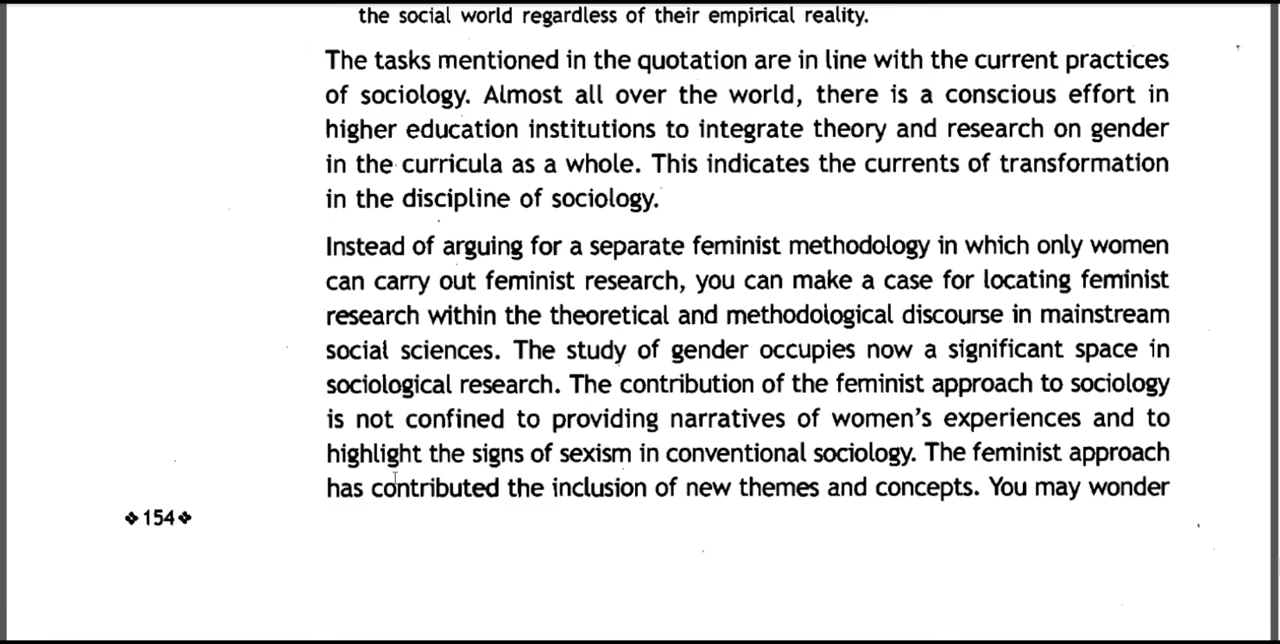 the social world regardless of their empirical reality.
The tasks mentioned in the quotation are in line with the current practices
of sociology. Almost all over the world, there is a conscious effort in
higher education institutions to integrate theory and research on gender
in the curricula as a whole. This indicates the currents of transformation
in the discipline of sociology.
Instead of arguing for a separate feminist methodology in which only women
can carry out feminist research, you can make a case for locating feminist
research within the theoretical and methodological discourse in mainstream
social sciences. The study of gender occupies now a significant space in
sociological research. The contribution of the feminist approach to sociology
is not confined to providing narratives of women's experiences and to
highlight the signs of sexism in conventional sociology. The feminist approach
has contributed the inclusion of new themes and concepts. You may wonder
❖154❖